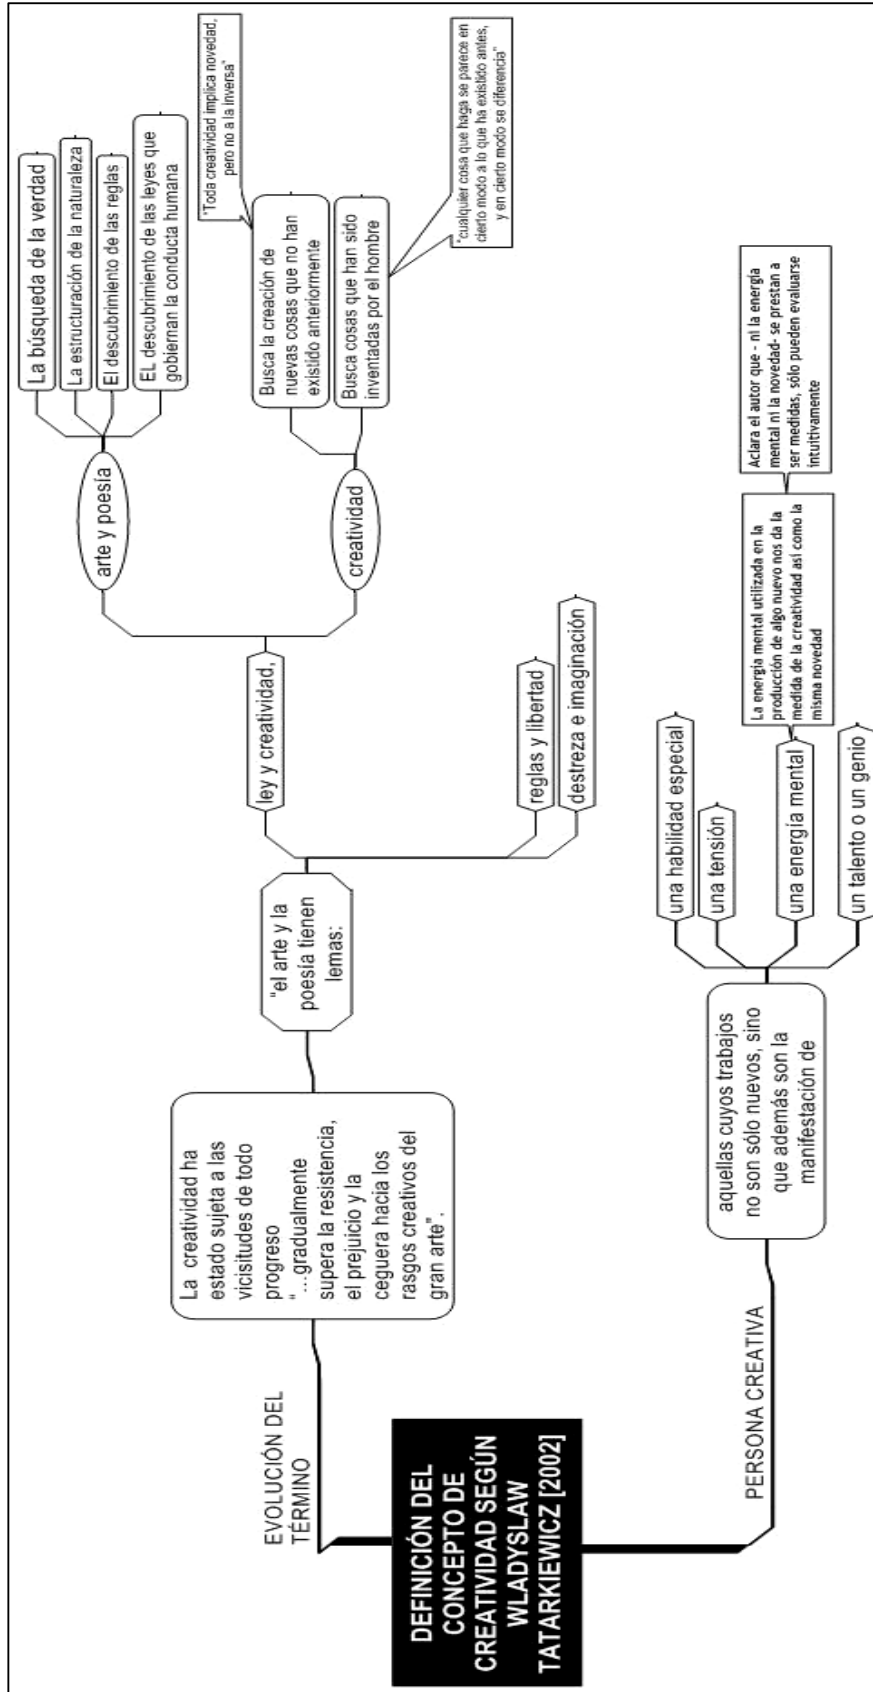 DEFINICIÓN DEL
CONCEPTO DE
CREATIVIDAD SEGÚN
WLADYSLAW
TATARKIEWICZ [2002]
EVOLUCIÓN DEL
TÉRMINO
La creatividad ha
estado sujeta a las
vicisitudes de todo
progreso
"...gradualmente
supera la resistencia,
el prejuicio y la
ceguera hacia los
rasgos creativos del
gran arte".
"el arte y la
poesía tienen
lemas:
ley y creatividad,
arte y poesía
La búsqueda de la verdad
La estructuración de la naturaleza
El descubrimiento de las reglas
EL descubrimiento de las leyes que
gobiernan la conducta humana
creatividad
Busca la creación de
nuevas cosas que no han
existido anteriormente
"Toda creatividad implica novedad,
pero no a la inversa"
Busca cosas que han sido
inventadas por el hombre
"cualquier cosa que haga se parece en
cierto modo a lo que ha existido antes,
y en cierto modo se diferencia"
reglas y libertad
destreza e imaginación
PERSONA CREATIVA
aquellas cuyos trabajos
no son sólo nuevos, sino
que además son la
manifestación de
una habilidad especial
una tensión
una energía mental
La energía mental utilizada en la
producción de algo nuevo nos da la
medida de la creatividad así como la
misma novedad
Aclara el autor que - ni la energía
mental ni la novedad- se prestan a
ser medidas, sólo pueden evaluarse
intuitivamente
un talento o un genio